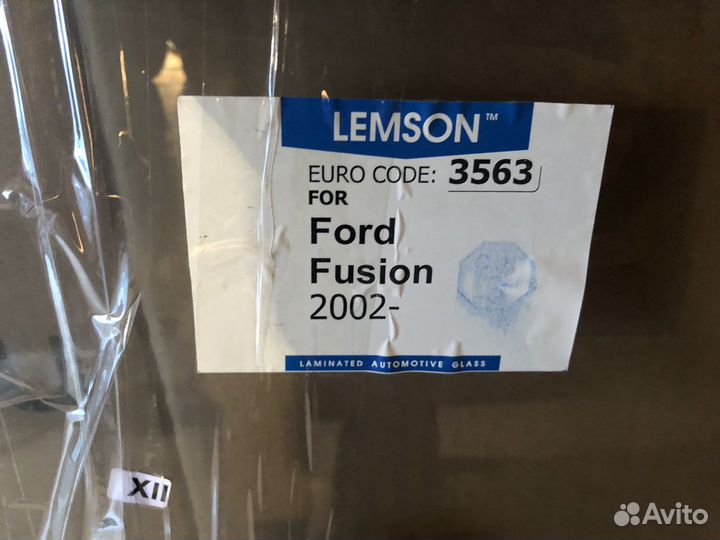 LEMSON™
EURO CODE: 3563
FOR
Ford
Fusion
2002-
LAMINATED AUTOMOTIVE GLASS
XII
Avito